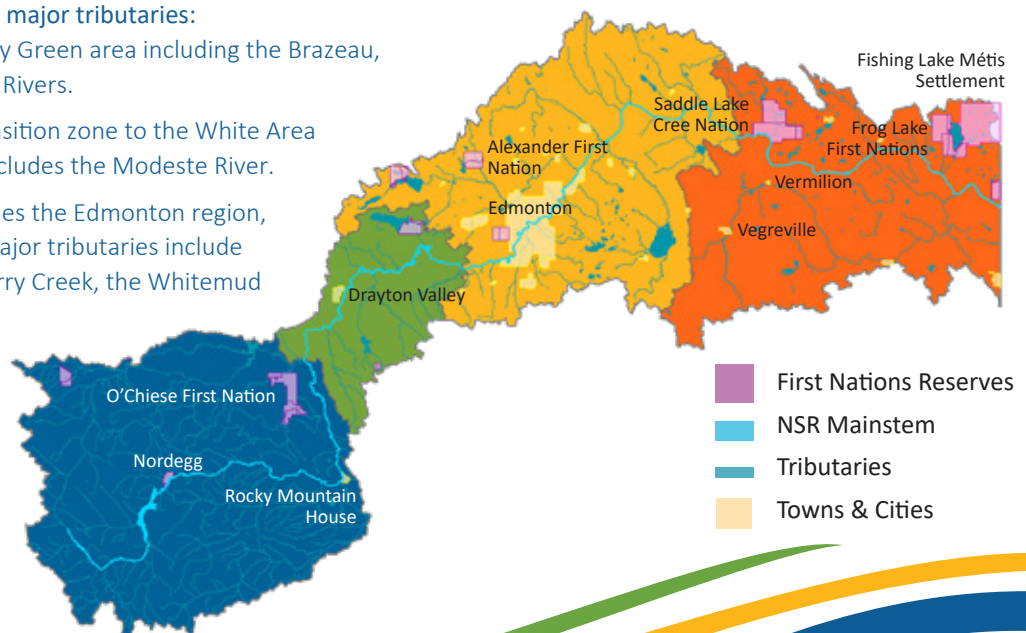 major tributaries:
y Green area including the Brazeau,
Rivers.
nsition zone to the White Area
cludes the Modeste River.
es the Edmonton region,
ajor tributaries include
rry Creek, the Whitemud
Fishing Lake Métis
Settlement
Saddle Lake
Cree Nation
Frog Lake
First Nations
Alexander First
Nation
Vermilion
Edmonton
Vegreville
Drayton Valley
O’Chiese First Nation
Nordegg
Rocky Mountain
House
First Nations Reserves
NSR Mainstem
Tributaries
Towns & Cities